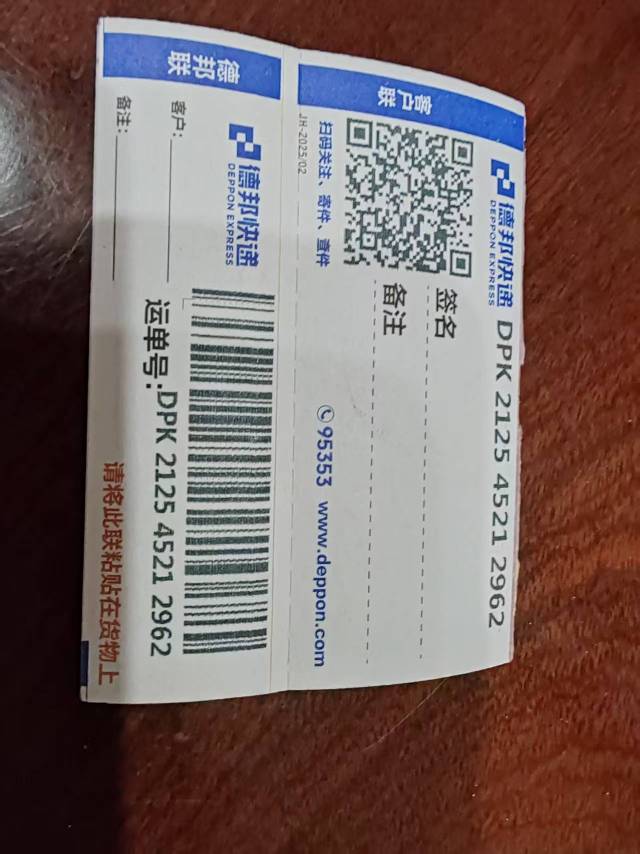 客户联
德邦快递
DEPPON EXPRESS
DPK 2125 4521 2962
签名
备注
扫码关注、寄件、查件
95353 www.deppon.com
JH-2025/02
德邦联
德邦快递
DEPPON EXPRESS
客户:
备注:
运单号:DPK 2125 4521 2962
请将此联粘贴在货物上